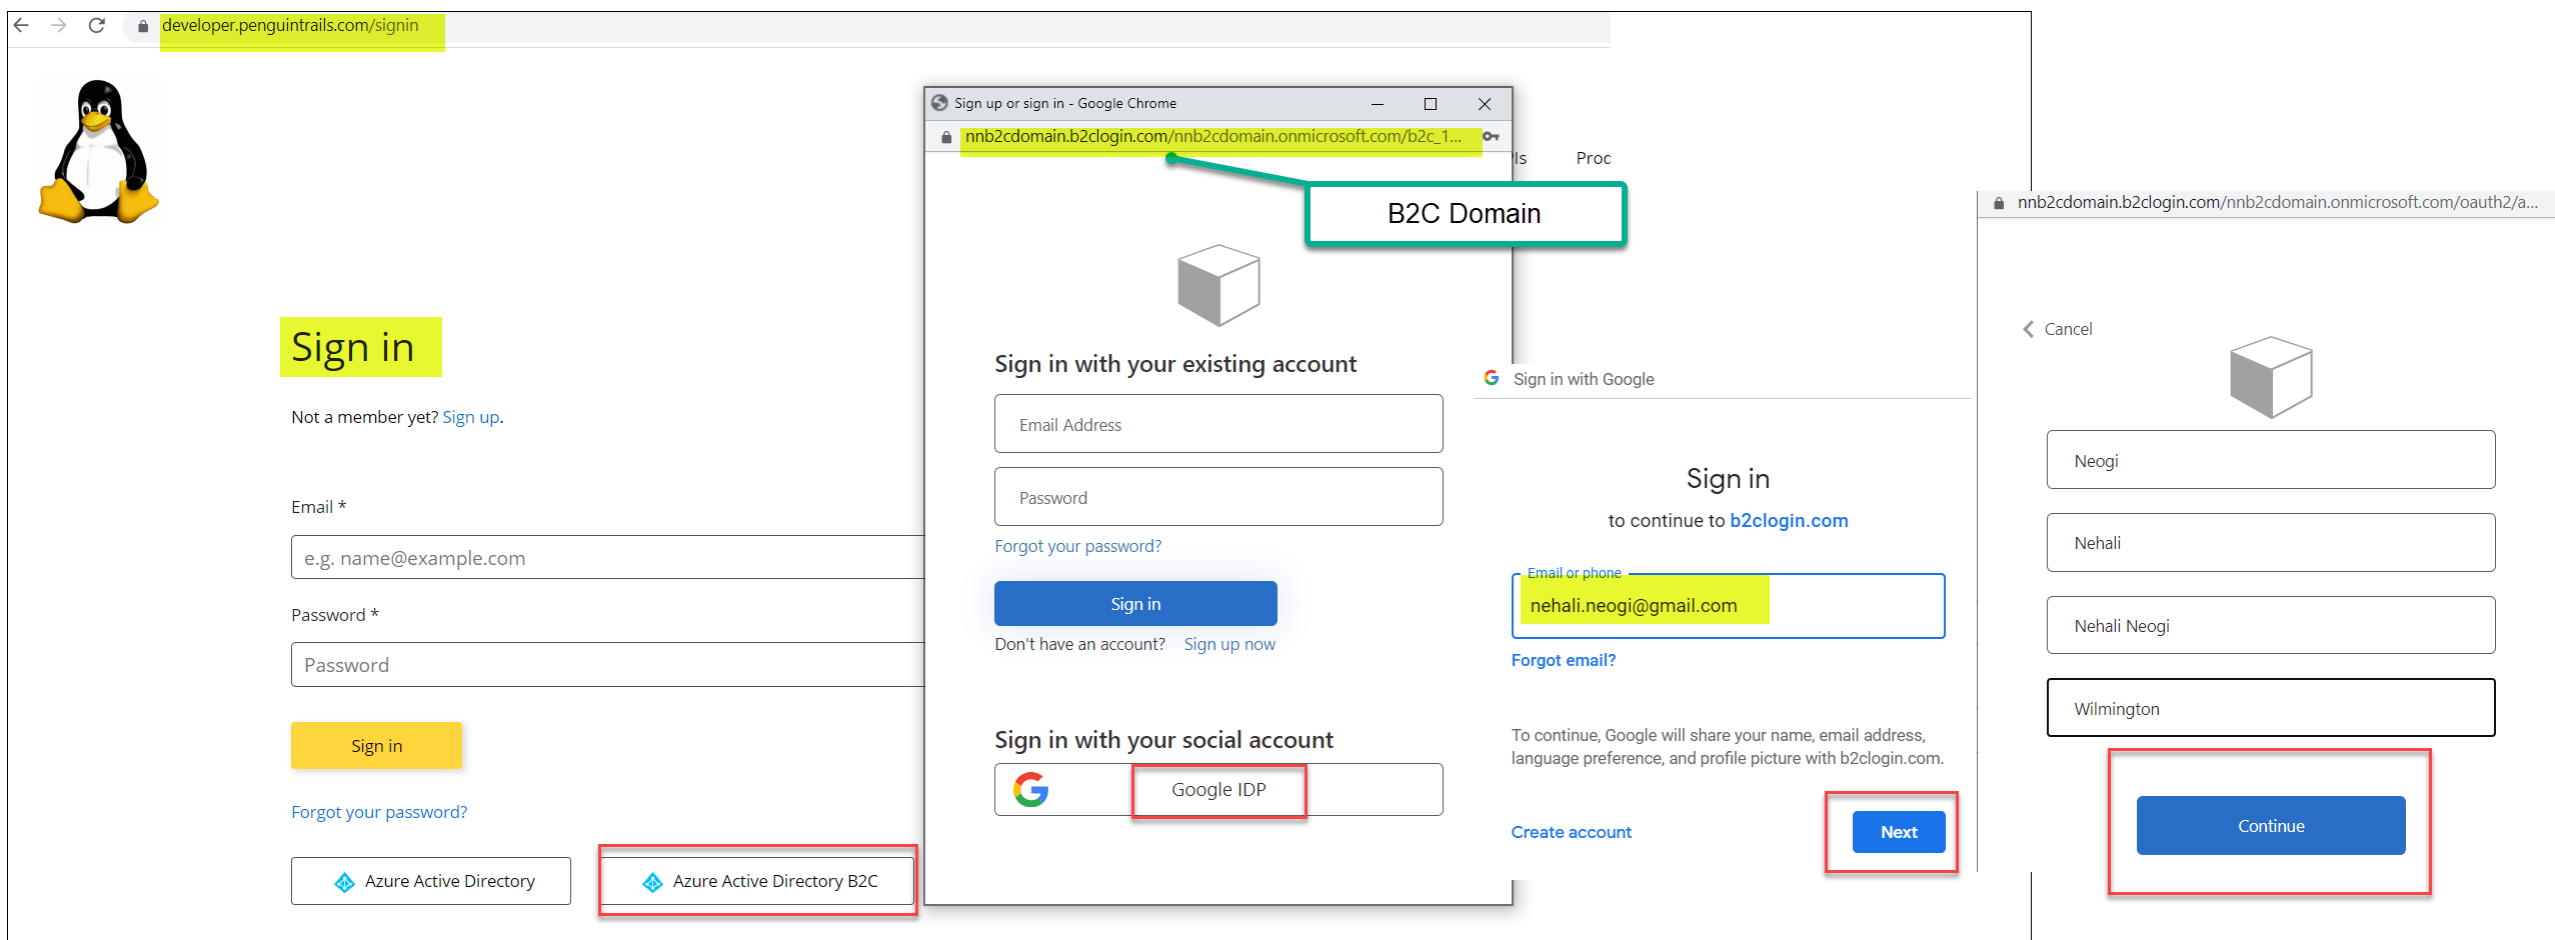 developer.penguintrails.com/signin
Sign in
Not a member yet? Sign up.
Email *
e.g. name@example.com
Password *
Password
Sign in
Forgot your password?
Azure Active Directory
Azure Active Directory B2C
Sign up or sign in - Google Chrome
nnb2cdomain.b2clogin.com/nnb2cdomain.onmicrosoft.com/b2c_1...
B2C Domain
Prod
Sign in with your existing account
Email Address
Password
Forgot your password?
Sign in
Don't have an account? Sign up now
Sign in with your social account
Google IDP
Sign in with Google
Sign in
to continue to b2clogin.com
Email or phone
nehali.neogi@gmail.com
Forgot email?
To continue, Google will share your name, email address,
language preference, and profile picture with b2clogin.com.
Create account
Next
nnb2cdomain.b2clogin.com/nnb2cdomain.onmicrosoft.com/oauth2/a...
Cancel
Neogi
Nehali
Nehali Neogi
Wilmington
Continue